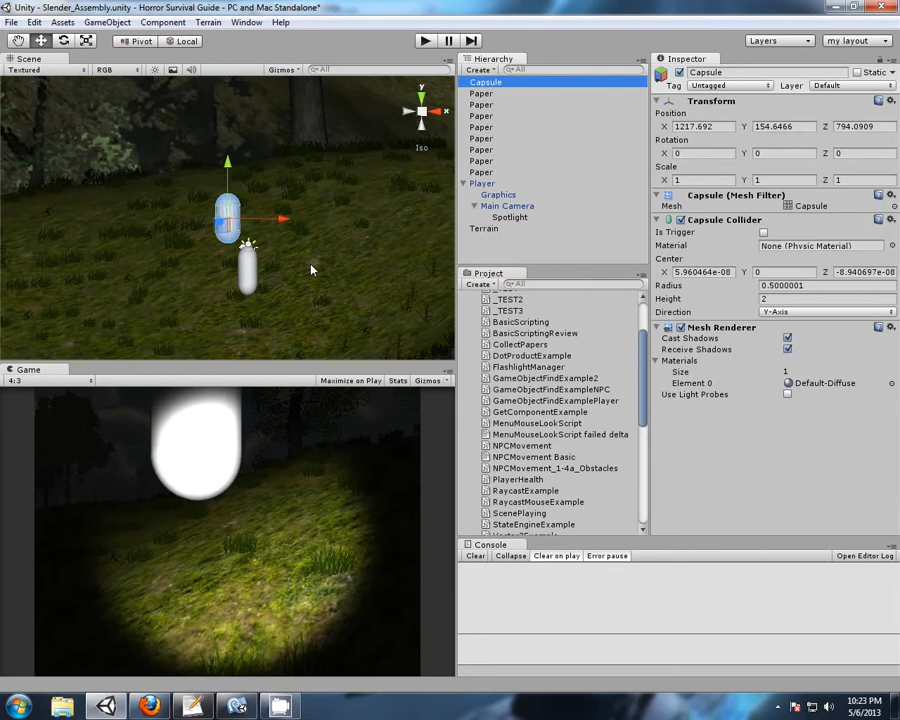 Unity - Slender_Assembly.unity - Horror Survival Guide - PC and Mac Standalone*
File Edit Assets GameObject Component Terrain Window Help
Pivot Local Layers my layout
Scene
Textured RGB Gizmos All
y
x
Iso
Game
4:3 Maximize on Play Stats Gizmos
Hierarchy
Create All
Capsule
Paper
Paper
Paper
Paper
Paper
Paper
Paper
Paper
Player
Graphics
Main Camera
Spotlight
Terrain
Project
Create All
_TEST2
_TEST3
BasicScripting
BasicScriptingReview
CollectPapers
DotProductExample
FlashlightManager
GameObjectFindExample2
GameObjectFindExampleNPC
GameObjectFindExamplePlayer
GetComponentExample
MenuMouseLookScript
MenuMouseLookScript failed delta
NPCMovement
NPCMovement Basic
NPCMovement_1-4a_Obstacles
PlayerHealth
RaycastExample
RaycastMouseExample
ScenePlaying
StateEngineExample
Console
Clear Collapse Clear on play Error pause Open Editor Log
Inspector
Capsule Static
Tag Untagged Layer Default
Transform
Position
X 1217.692 Y 154.6466 Z 794.0909
Rotation
X 0 Y 0 Z 0
Scale
X 1 Y 1 Z 1
Capsule (Mesh Filter)
Mesh Capsule
Capsule Collider
Is Trigger
Material None (Physic Material)
Center
X 5.960464e-08 Y 0 Z -8.940697e-08
Radius 0.5000001
Height 2
Direction Y-Axis
Mesh Renderer
Cast Shadows
Receive Shadows
Materials
Size 1
Element 0 Default-Diffuse
Use Light Probes
10:23 PM
5/6/2013